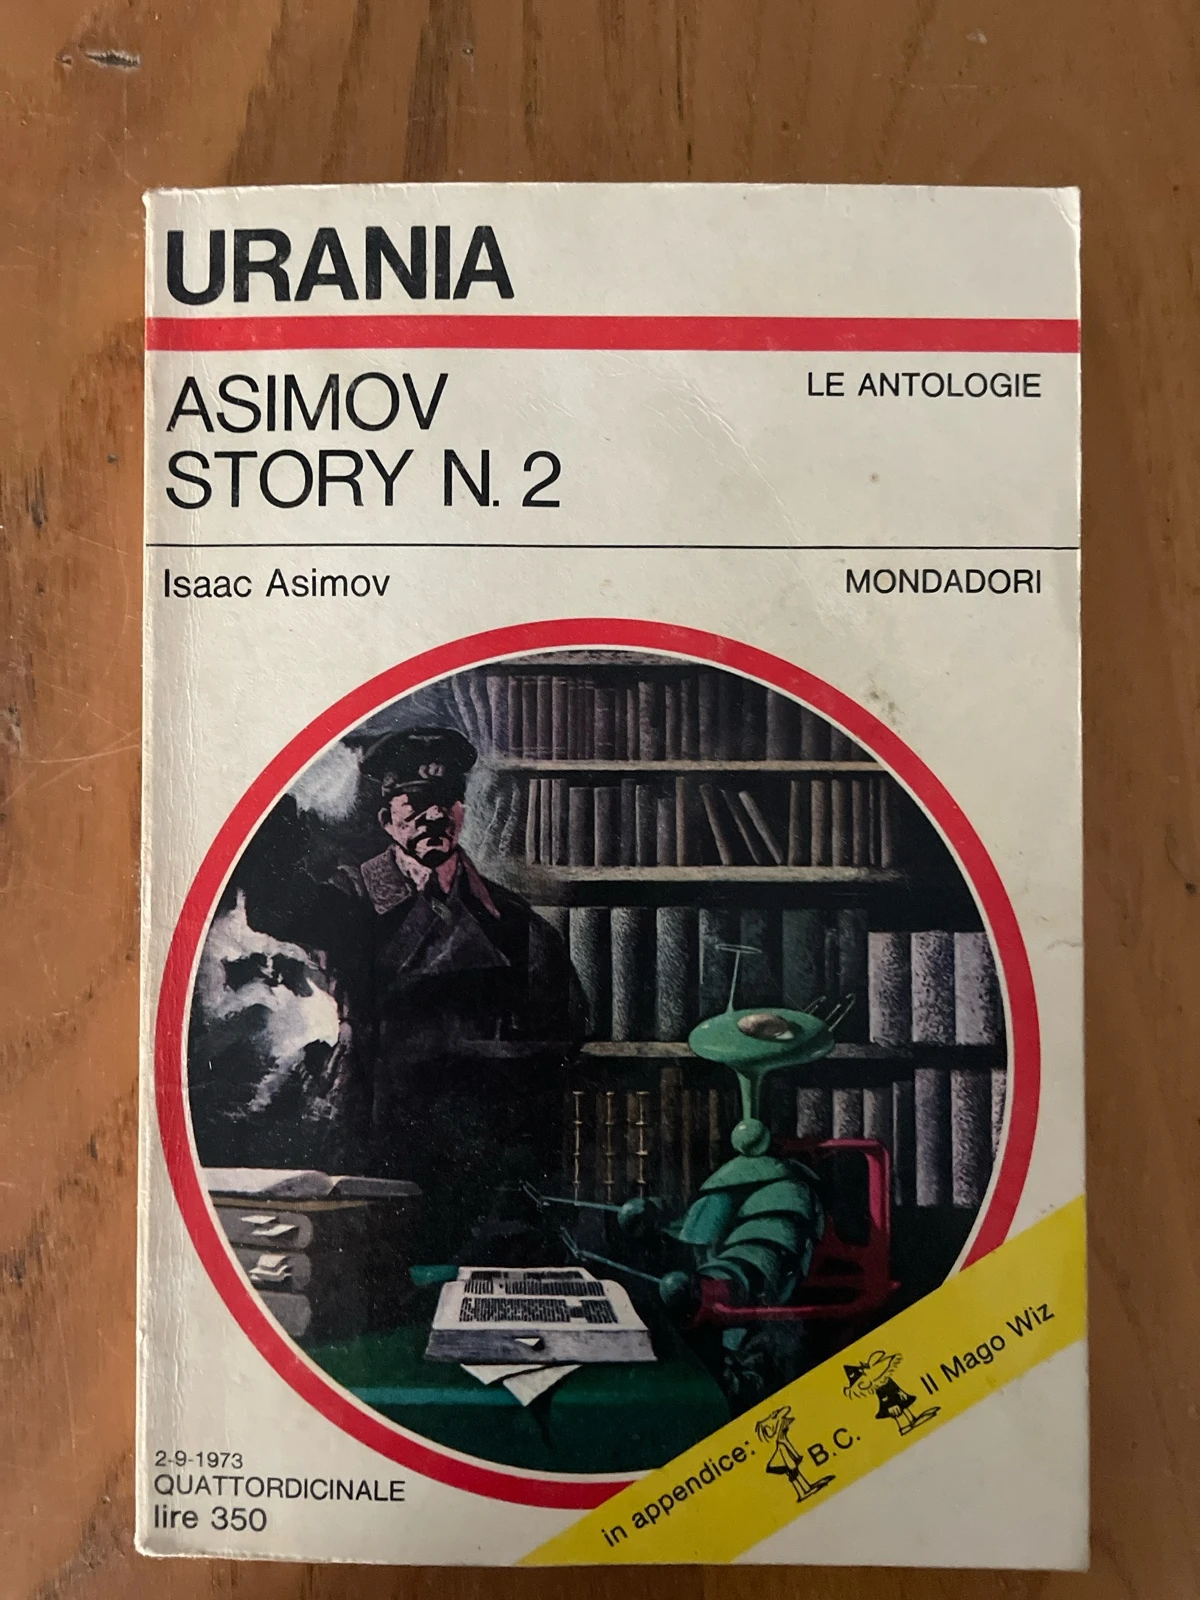 URANIA
ASIMOV
STORY N. 2
LE ANTOLOGIE
Isaac Asimov
MONDADORI
2-9-1973
QUATTORDICINALE
lire 350
in appendice: B.C. Il Mago Wiz